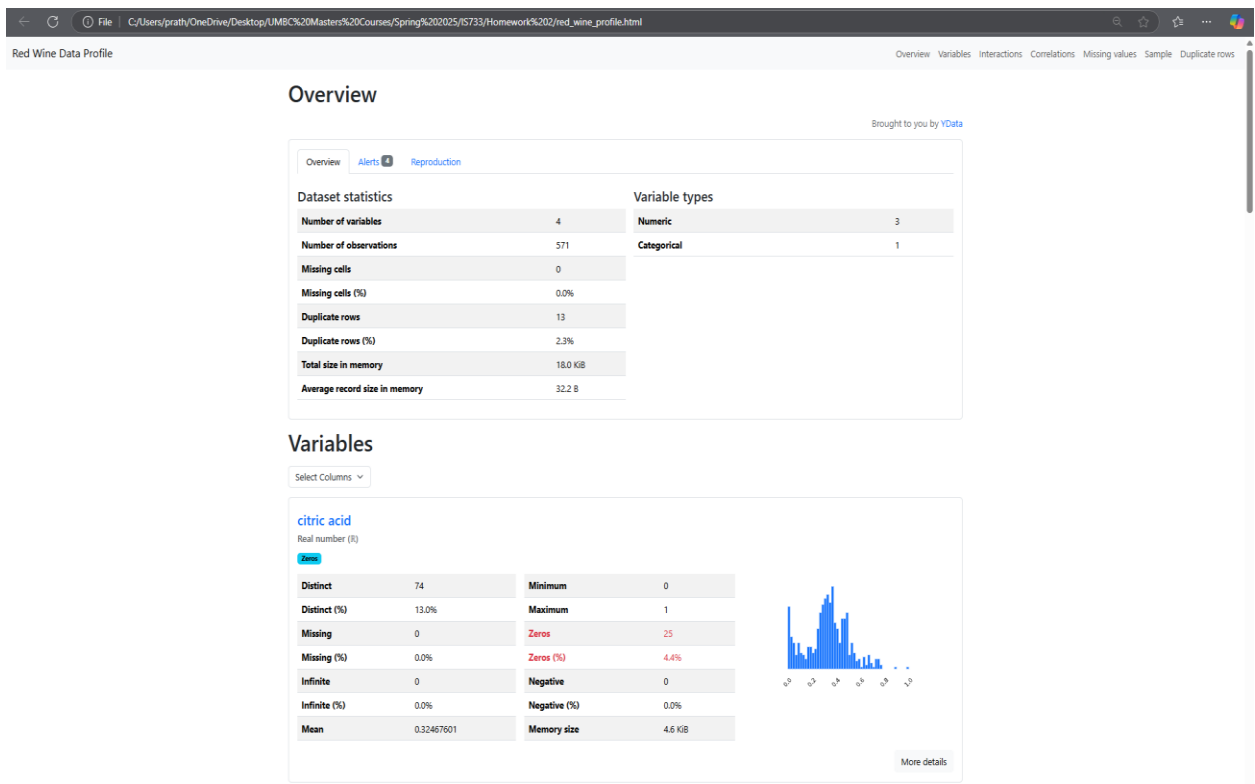 File C:/Users/prath/OneDrive/Desktop/UMBC%20Masters%20Courses/Spring%202025/IS733/Homework%202/red_wine_profile.html
Red Wine Data Profile Overview Variables Interactions Correlations Missing values Sample Duplicate rows
Overview
Brought to you by YData
Overview Alerts 4 Reproduction
Dataset statistics Variable types
Number of variables 4 Numeric 3
Number of observations 571 Categorical 1
Missing cells 0
Missing cells (%) 0.0%
Duplicate rows 13
Duplicate rows (%) 2.3%
Total size in memory 18.0 KiB
Average record size in memory 32.2 B
Variables
Select Columns
citric acid
Real number (ℝ)
Zeros
Distinct 74 Minimum 0
Distinct (%) 13.0% Maximum 1
Missing 0 Zeros 25
Missing (%) 0.0% Zeros (%) 4.4%
Infinite 0 Negative 0
Infinite (%) 0.0% Negative (%) 0.0%
Mean 0.32467601 Memory size 4.6 KiB
0.0 0.2 0.4 0.6 0.8 1.0
More details